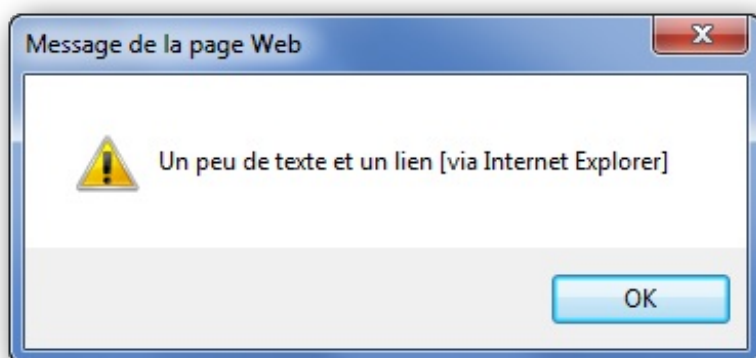 Message de la page Web
Un peu de texte et un lien [via Internet Explorer]
OK